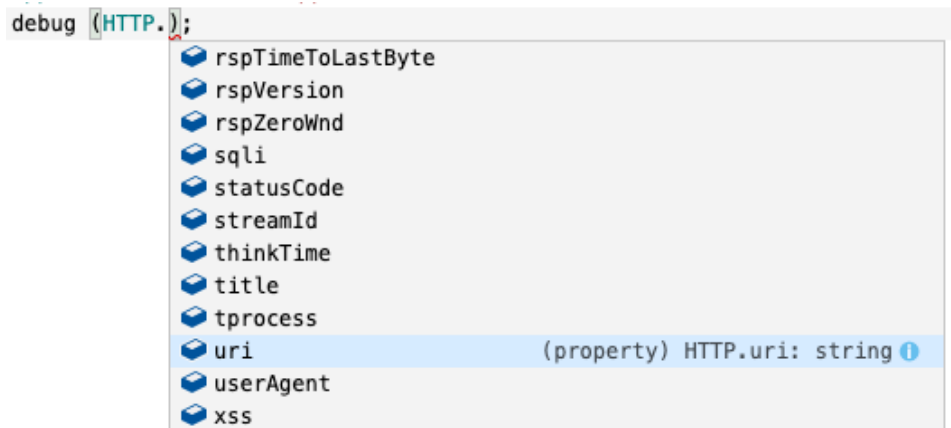 debug (HTTP.);
rspTimeToLastByte
rspVersion
rspZeroWnd
sqli
statusCode
streamId
thinkTime
title
tprocess
uri (property) HTTP.uri: string
userAgent
xss